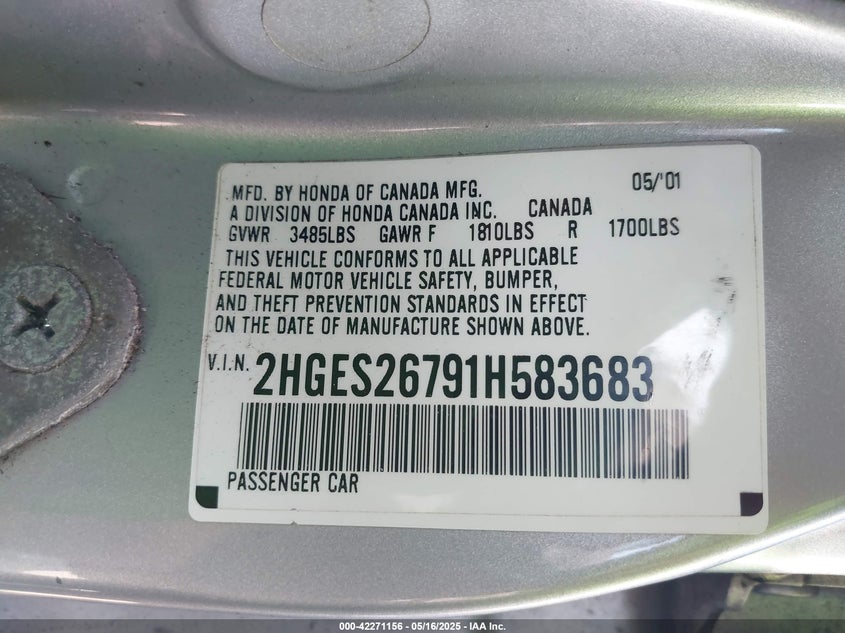 MFD. BY HONDA OF CANADA MFG. 05/'01
A DIVISION OF HONDA CANADA INC. CANADA
GVWR 3485LBS GAWR F 1810LBS R 1700LBS
THIS VEHICLE CONFORMS TO ALL APPLICABLE
FEDERAL MOTOR VEHICLE SAFETY, BUMPER,
AND THEFT PREVENTION STANDARDS IN EFFECT
ON THE DATE OF MANUFACTURE SHOWN ABOVE.
V.I.N. 2HGES26791H583683
PASSENGER CAR
000-42271156 - 05/16/2025 - © IAA Inc.